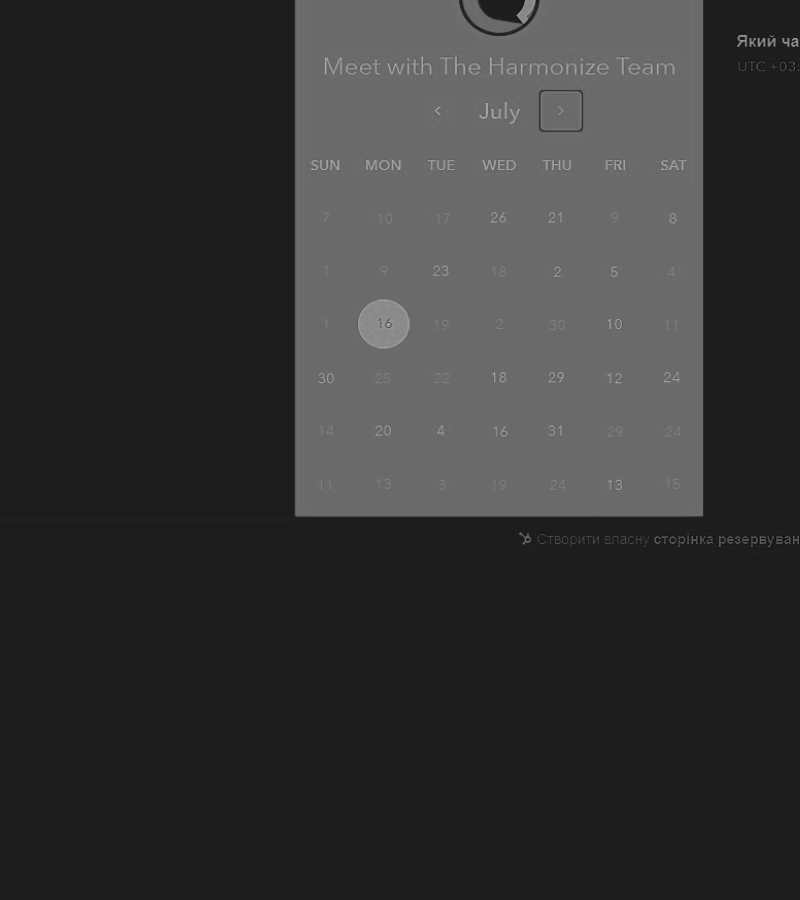 Який ча
UTC +03:
Meet with The Harmonize Team
July
SUN MON TUE WED THU FRI SAT
7 10 17 26 21 9 8
1 9 23 18 2 5 4
1 16 19 2 30 10 11
30 25 22 18 29 12 24
14 20 4 16 31 29 24
11 13 3 19 24 13 15
Створити власну сторінка резервуван